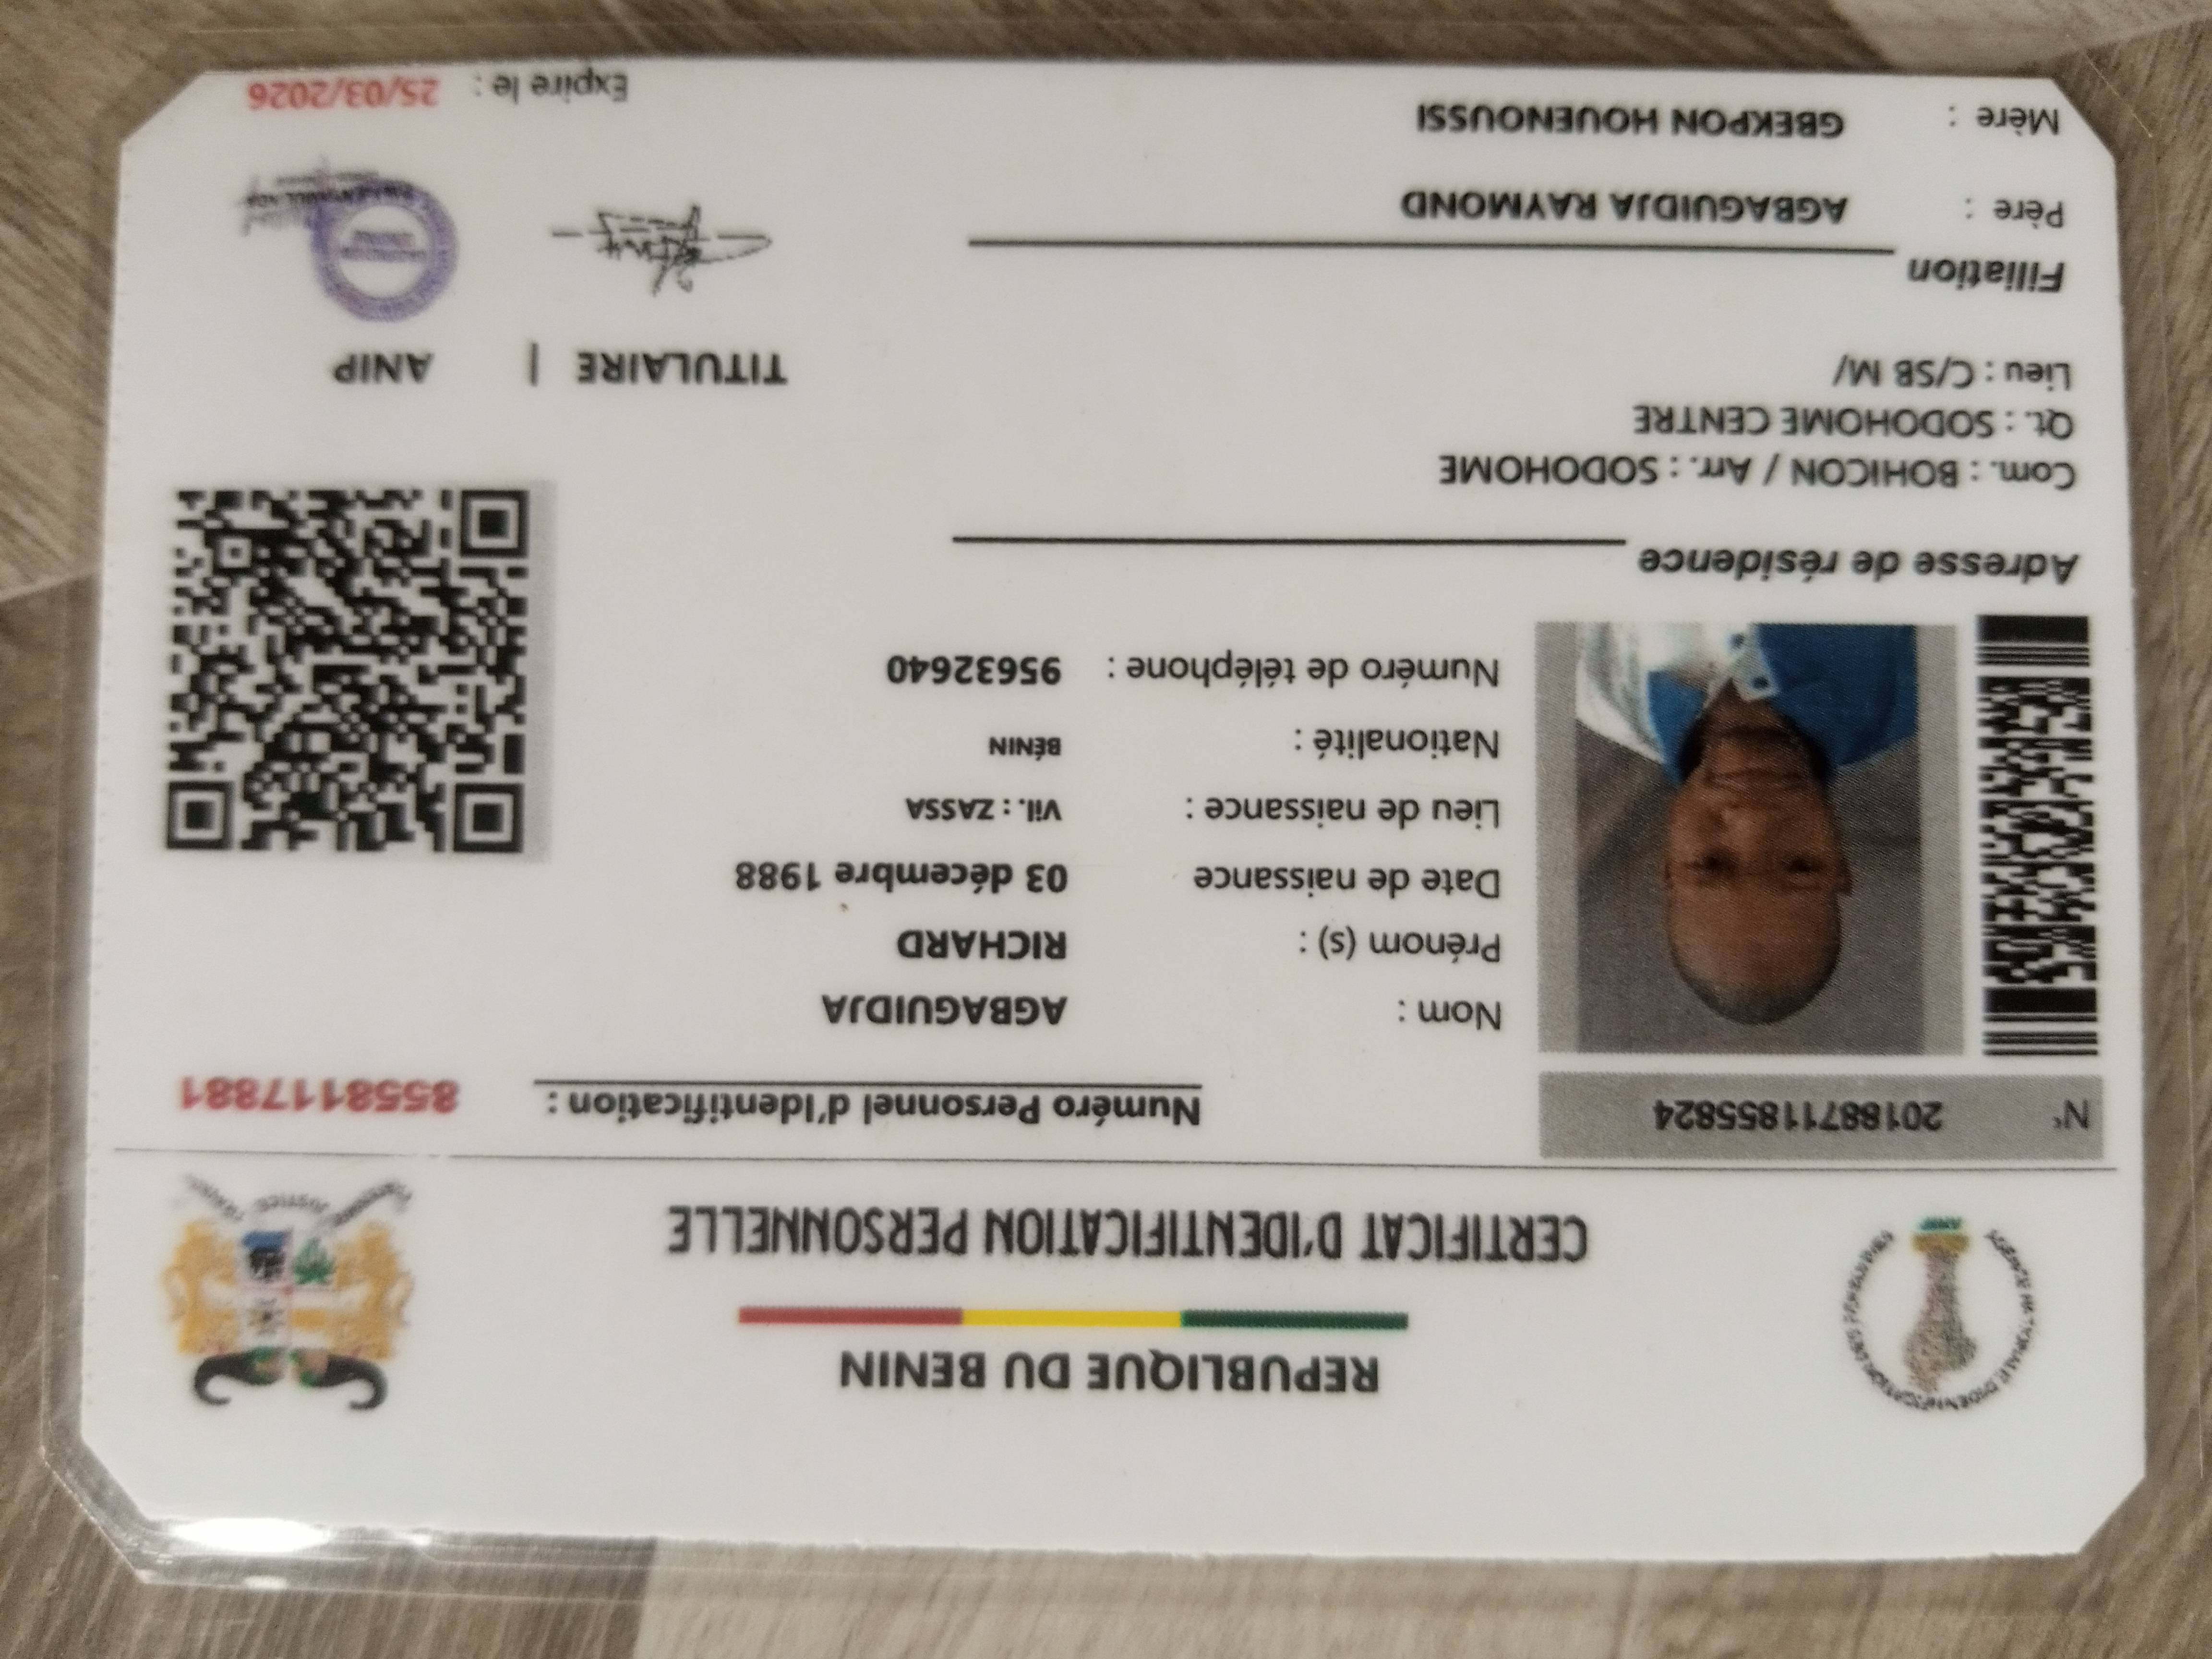 REPUBLIQUE DU BENIN
CERTIFICAT D'IDENTIFICATION PERSONNELLE
N° 20188711855824
Numéro Personnel d'Identification : 8558117881
Nom : AGBAGUIDJA
Prénom (s) : RICHARD
Date de naissance 03 décembre 1988
Lieu de naissance : Vil. : ZASSA
Nationalité : BÉNIN
Numéro de téléphone : 95632640
Adresse de résidence
Com. : BOHICON / Arr. : SODOHOME
Qt. : SODOHOME CENTRE
Lieu : C/SB M/
TITULAIRE | ANIP
Filiation
Père : AGBAGUIDJA RAYMOND
Mère : GBEKPON HOUENOUSSI
Expire le : 25/03/2026